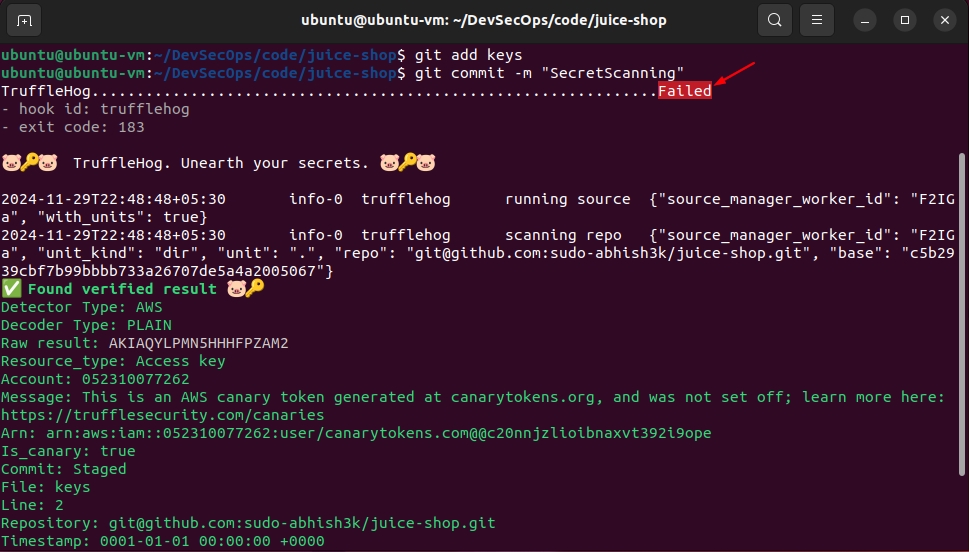 ubuntu@ubuntu-vm: ~/DevSecOps/code/juice-shop
ubuntu@ubuntu-vm:~/DevSecOps/code/juice-shop$ git add keys
ubuntu@ubuntu-vm:~/DevSecOps/code/juice-shop$ git commit -m "SecretScanning"
TruffleHog...............................................................Failed
- hook id: trufflehog
- exit code: 183
🐷🔑🐷  TruffleHog. Unearth your secrets. 🐷🔑🐷
2024-11-29T22:48:48+05:30       info-0  trufflehog      running source  {"source_manager_worker_id": "F2IG
a", "with_units": true}
2024-11-29T22:48:48+05:30       info-0  trufflehog      scanning repo   {"source_manager_worker_id": "F2IG
a", "unit_kind": "dir", "unit": ".", "repo": "git@github.com:sudo-abhish3k/juice-shop.git", "base": "c5b29
39cbf7b99bbbb733a26707de5a4a2005067"}
✅ Found verified result 🐷🔑
Detector Type: AWS
Decoder Type: PLAIN
Raw result: AKIAQYLPMN5HHHFPZAM2
Resource_type: Access key
Account: 052310077262
Message: This is an AWS canary token generated at canarytokens.org, and was not set off; learn more here:
https://trufflesecurity.com/canaries
Arn: arn:aws:iam::052310077262:user/canarytokens.com@@c20nnjzlioibnaxvt392i9ope
Is_canary: true
Commit: Staged
File: keys
Line: 2
Repository: git@github.com:sudo-abhish3k/juice-shop.git
Timestamp: 0001-01-01 00:00:00 +0000